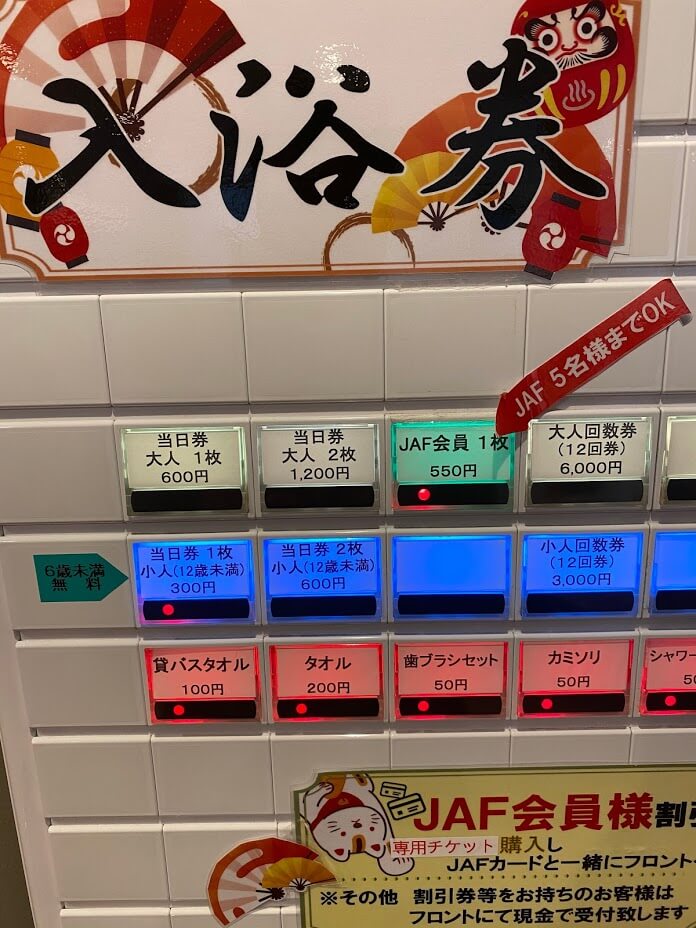 入浴券
JAF 5名様までOK
当日券
大人 1枚
600円
当日券
大人 2枚
1,200円
JAF会員 1枚
550円
大人回数券
(12回券)
6,000円
6歳未満
無 料
当日券 1枚
小人(12歳未満)
300円
当日券 2枚
小人(12歳未満)
600円
小人回数券
(12回券)
3,000円
貸バスタオル
100円
タオル
200円
歯ブラシセット
50円
カミソリ
50円
シャワー
JAF会員様割
専用チケット購入し
JAFカードと一緒にフロント
※その他 割引券等をお持ちのお客様は
フロントにて現金で受付致します